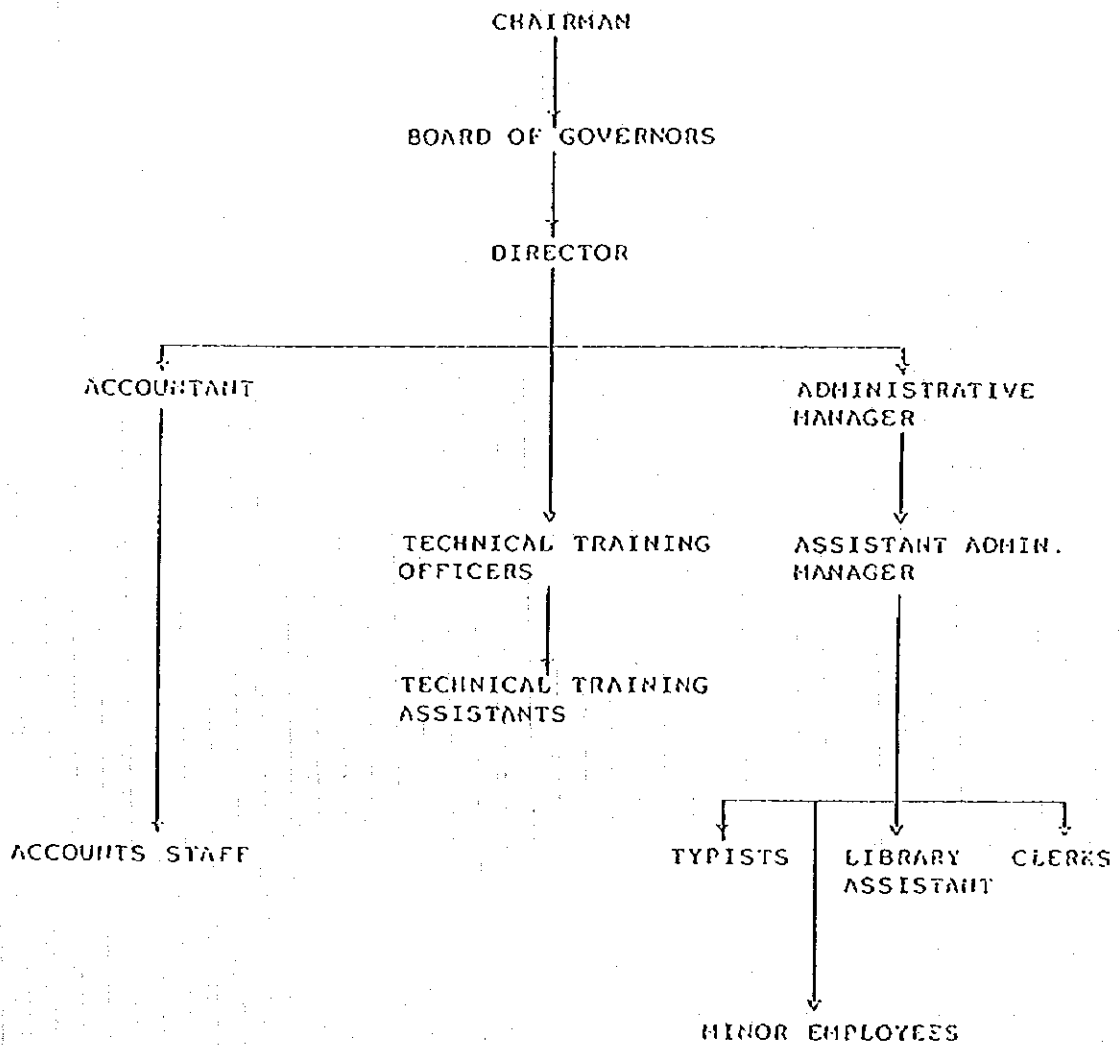 CHAIRMAN
BOARD OF GOVERNORS
DIRECTOR
ACCOUNTANT
ADMINISTRATIVE
MANAGER
TECHNICAL TRAINING
OFFICERS
ASSISTANT ADMIN.
MANAGER
TECHNICAL TRAINING
ASSISTANTS
ACCOUNTS STAFF
TYPISTS
LIBRARY
ASSISTANT
CLERKS
MINOR EMPLOYEES